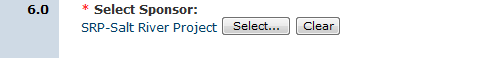 6.0 * Select Sponsor:
SRP-Salt River Project Select... Clear